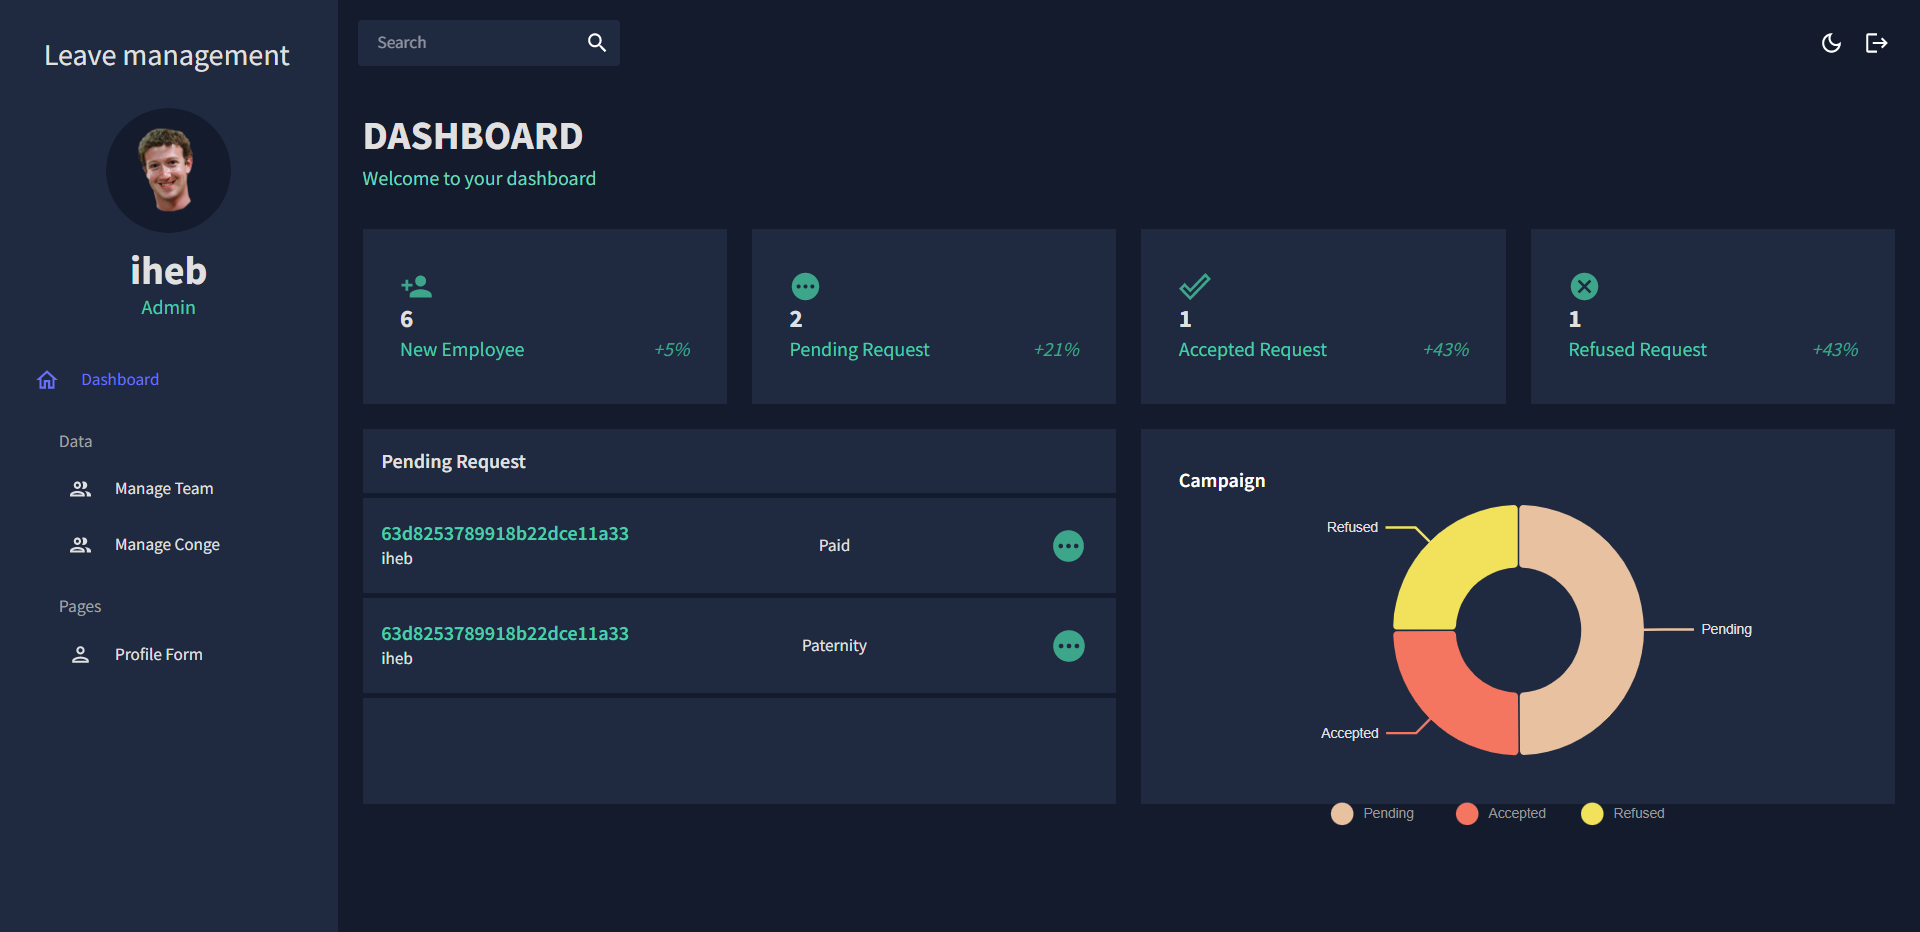 Leave management
iheb
Admin
Dashboard
Data
Manage Team
Manage Conge
Pages
Profile Form
Search
DASHBOARD
Welcome to your dashboard
6
New Employee +5%
2
Pending Request +21%
1
Accepted Request +43%
1
Refused Request +43%
Pending Request
63d8253789918b22dce11a33
iheb
Paid
63d8253789918b22dce11a33
iheb
Paternity
Campaign
Refused
Pending
Accepted
Pending Accepted Refused